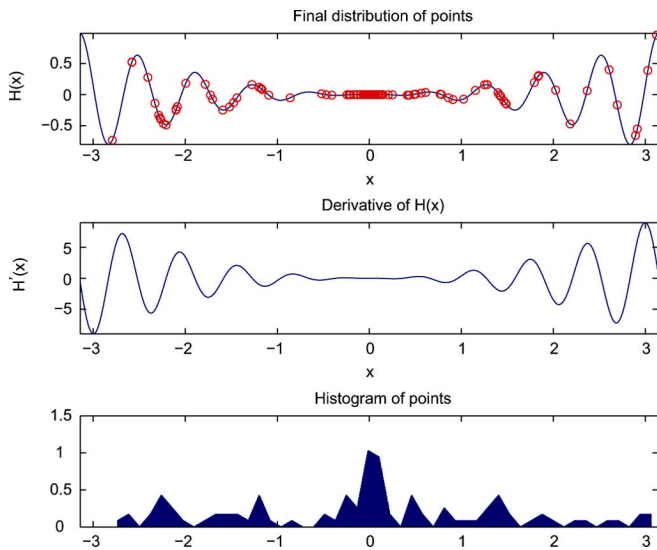 Final distribution of points
H(x)
0.5
0
−0.5
−3 −2 −1 0 1 2 3
x
Derivative of H(x)
H′(x)
5
0
−5
−3 −2 −1 0 1 2 3
x
Histogram of points
1.5
1
0.5
0
−3 −2 −1 0 1 2 3